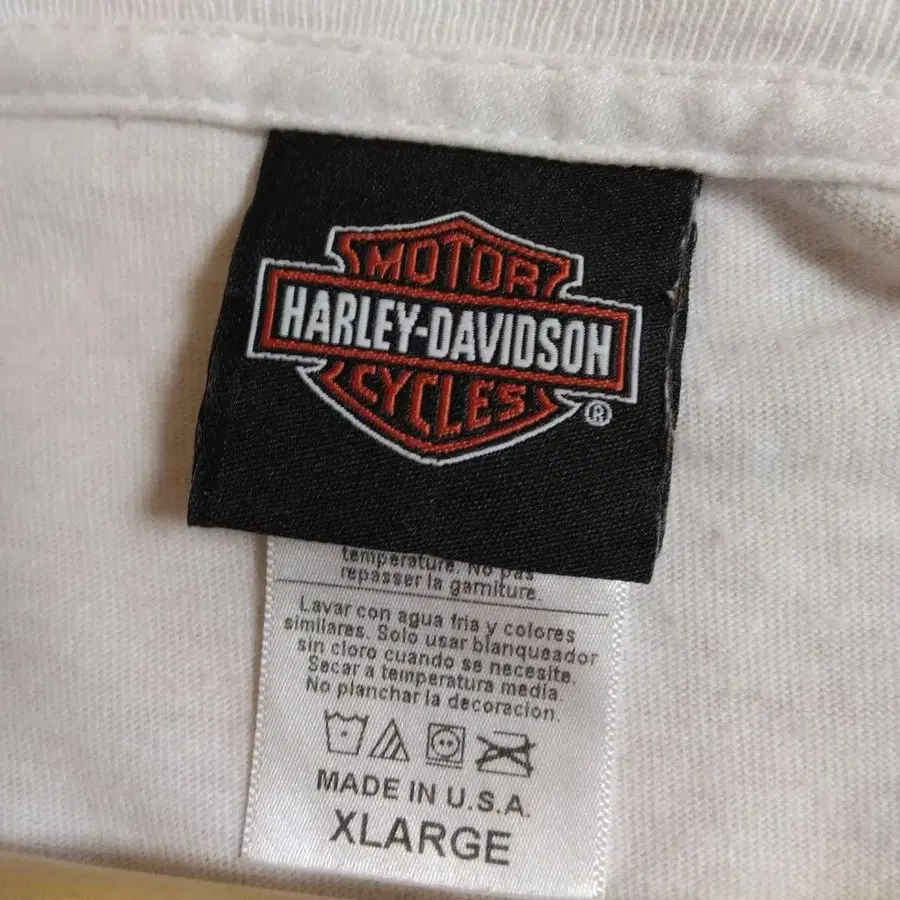 MOTOR
HARLEY-DAVIDSON
CYCLES
®
temperature. No pas
repasser la garniture.
Lavar con agua fria y colores
similares. Solo usar blanqueador
sin cloro cuando se necesite.
Secar a temperatura media.
No planchar la decoracion.
MADE IN U.S.A.
XLARGE